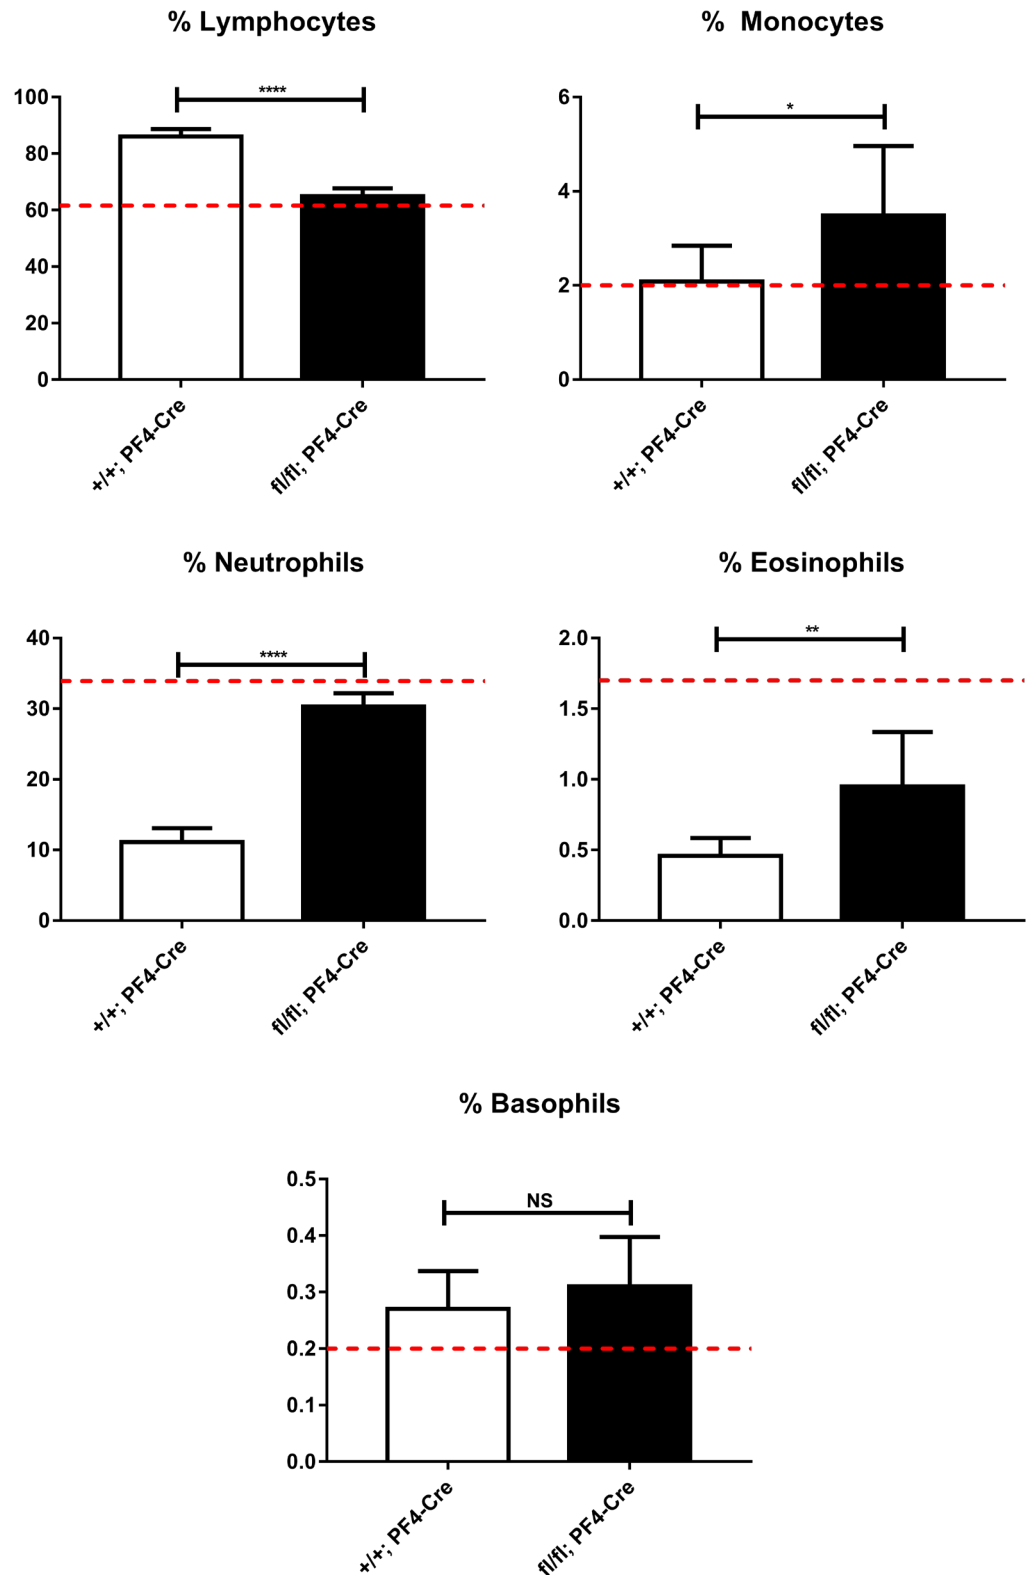 % Lymphocytes
****
100
80
60
40
20
0
+/+; PF4-Cre
fl/fl; PF4-Cre
%  Monocytes
*
6
4
2
0
+/+; PF4-Cre
fl/fl; PF4-Cre
% Neutrophils
****
40
30
20
10
0
+/+; PF4-Cre
fl/fl; PF4-Cre
% Eosinophils
**
2.0
1.5
1.0
0.5
0.0
+/+; PF4-Cre
fl/fl; PF4-Cre
% Basophils
NS
0.5
0.4
0.3
0.2
0.1
0.0
+/+; PF4-Cre
fl/fl; PF4-Cre